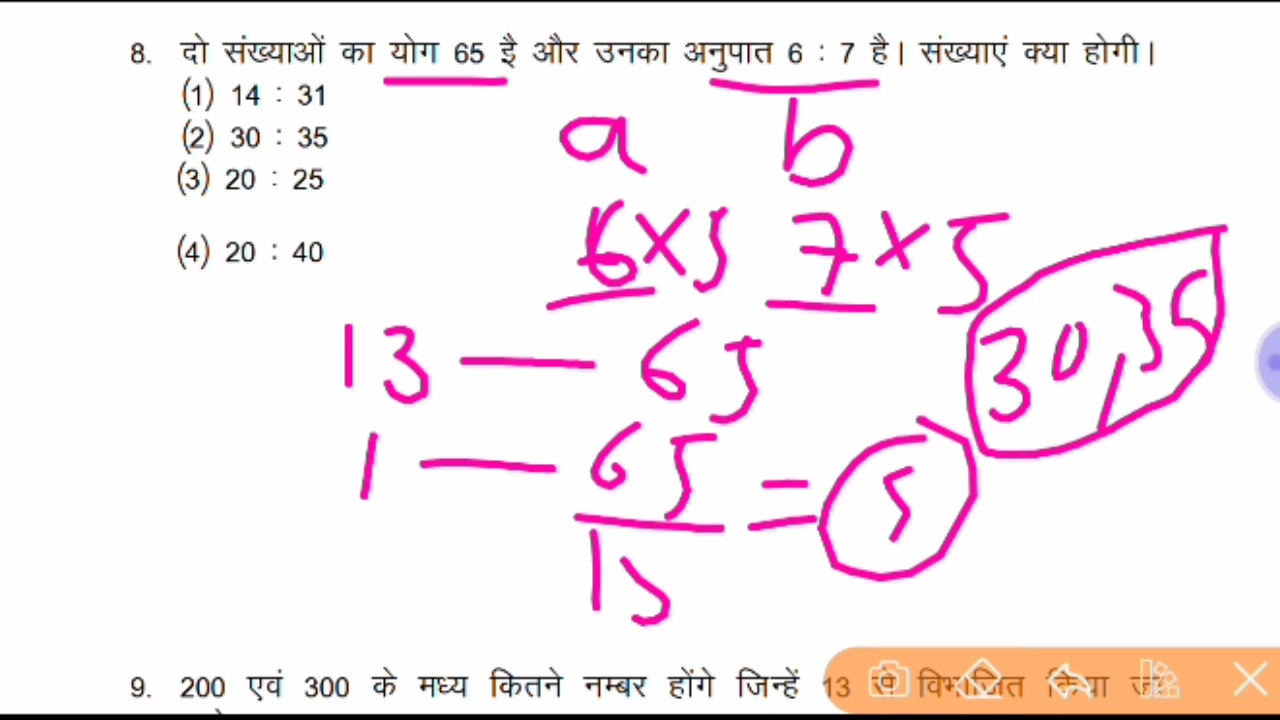 8. दो संख्याओं का योग 65 है और उनका अनुपात 6 : 7 है। संख्याएं क्या होगी।
(1) 14 : 31
(2) 30 : 35
(3) 20 : 25
(4) 20 : 40
a b
6×5 7×5
13 — 65
30,35
1 — 65/13 = 5
9. 200 एवं 300 के मध्य कितने नम्बर होंगे जिन्हें 13 से विभाजित किया